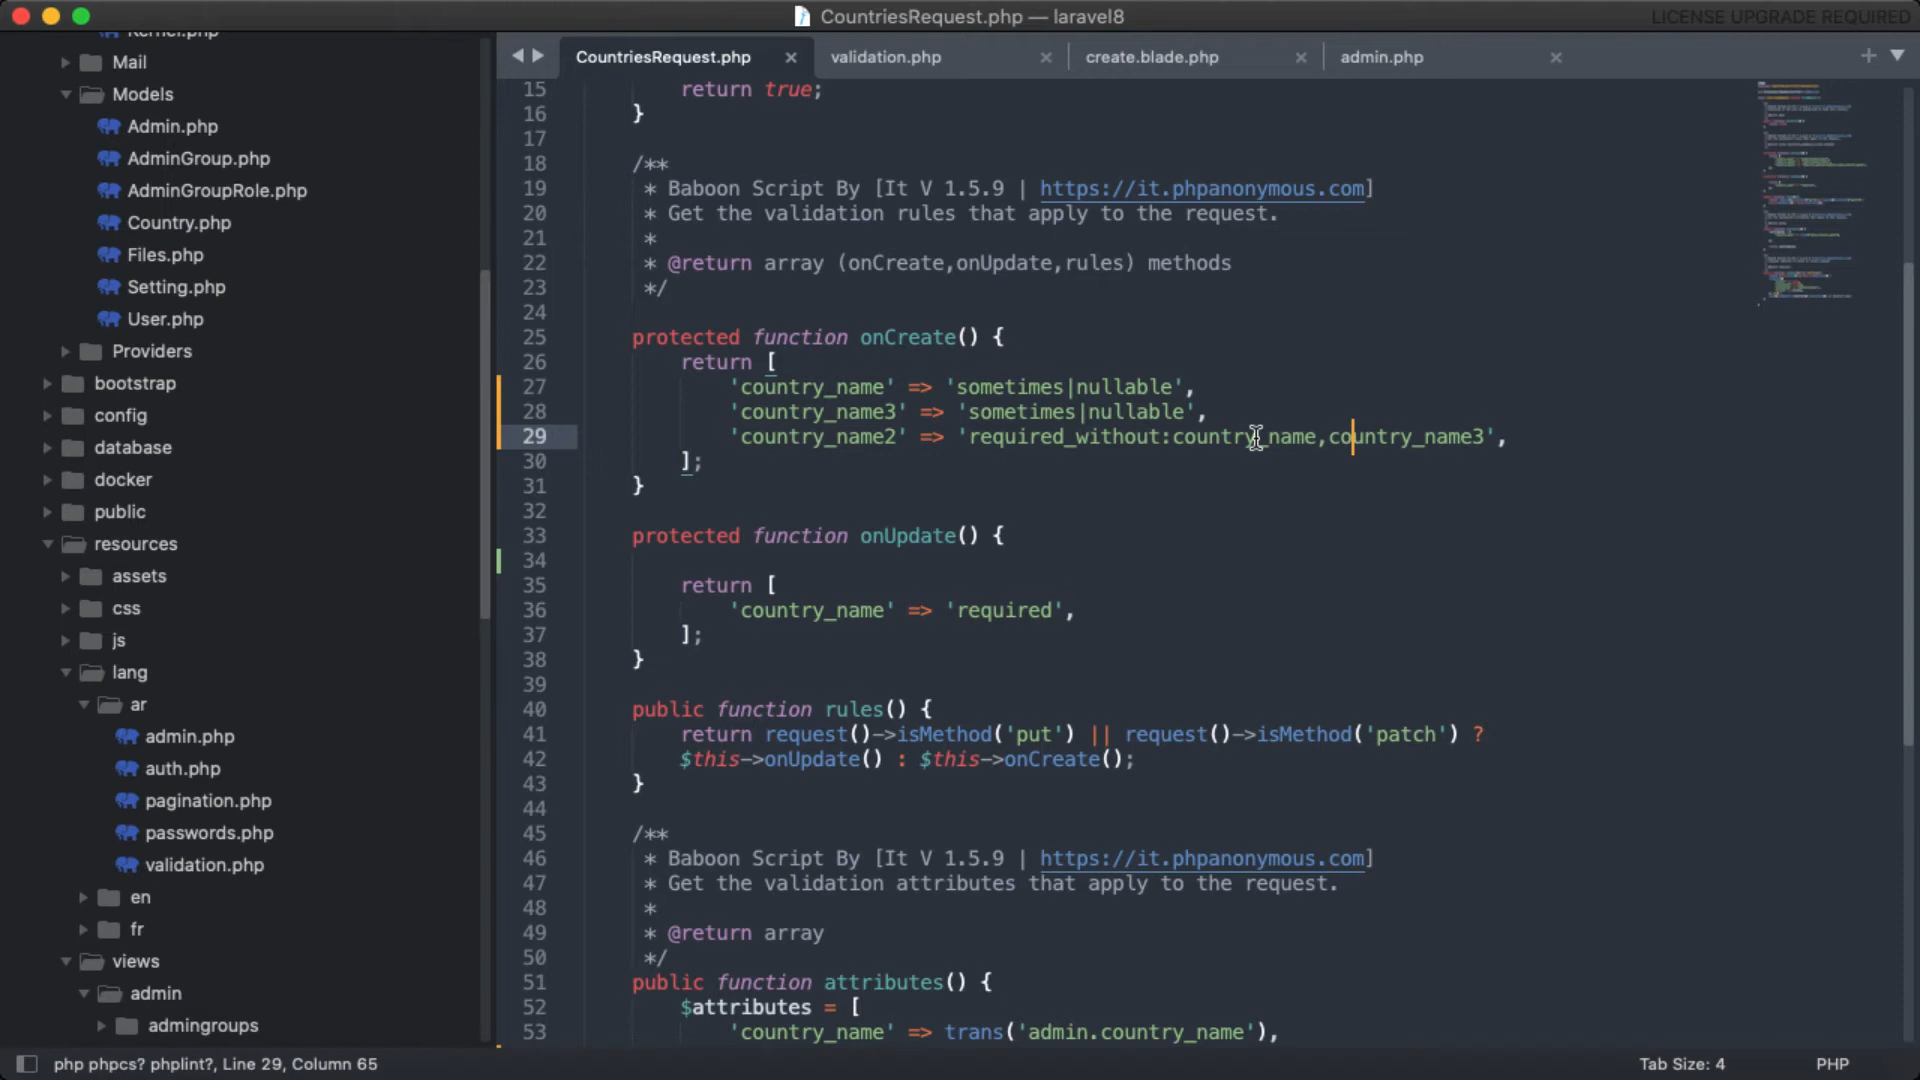 CountriesRequest.php — laravel8
LICENSE UPGRADE REQUIRED
Kernel.php
Mail
Models
Admin.php
AdminGroup.php
AdminGroupRole.php
Country.php
Files.php
Setting.php
User.php
Providers
bootstrap
config
database
docker
public
resources
assets
css
js
lang
ar
admin.php
auth.php
pagination.php
passwords.php
validation.php
en
fr
views
admin
admingroups
CountriesRequest.php
validation.php
create.blade.php
admin.php
15 return true;
16 }
17
18 /**
19 * Baboon Script By [It V 1.5.9 | https://it.phpanonymous.com]
20 * Get the validation rules that apply to the request.
21 *
22 * @return array (onCreate,onUpdate,rules) methods
23 */
24
25 protected function onCreate() {
26 return [
27 'country_name' => 'sometimes|nullable',
28 'country_name3' => 'sometimes|nullable',
29 'country_name2' => 'required_without:country_name,country_name3',
30 ];
31 }
32
33 protected function onUpdate() {
34
35 return [
36 'country_name' => 'required',
37 ];
38 }
39
40 public function rules() {
41 return request()->isMethod('put') || request()->isMethod('patch') ?
42 $this->onUpdate() : $this->onCreate();
43 }
44
45 /**
46 * Baboon Script By [It V 1.5.9 | https://it.phpanonymous.com]
47 * Get the validation attributes that apply to the request.
48 *
49 * @return array
50 */
51 public function attributes() {
52 $attributes = [
53 'country_name' => trans('admin.country_name'),
php phpcs? phplint?, Line 29, Column 65
Tab Size: 4
PHP